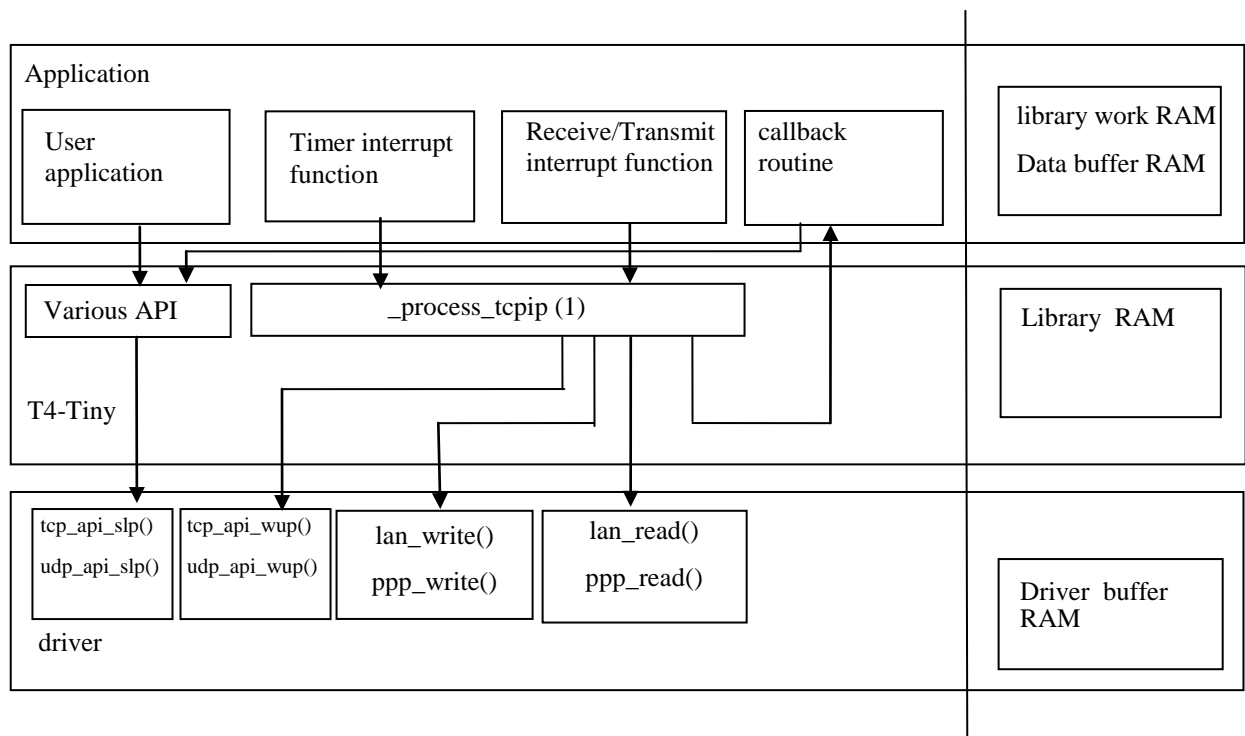 Application
User
application
Timer interrupt
function
Receive/Transmit
interrupt function
callback
routine
library work RAM
Data buffer RAM
Various API
_process_tcpip (1)
Library RAM
T4-Tiny
tcp_api_slp()
udp_api_slp()
tcp_api_wup()
udp_api_wup()
lan_write()
ppp_write()
lan_read()
ppp_read()
Driver buffer
RAM
driver